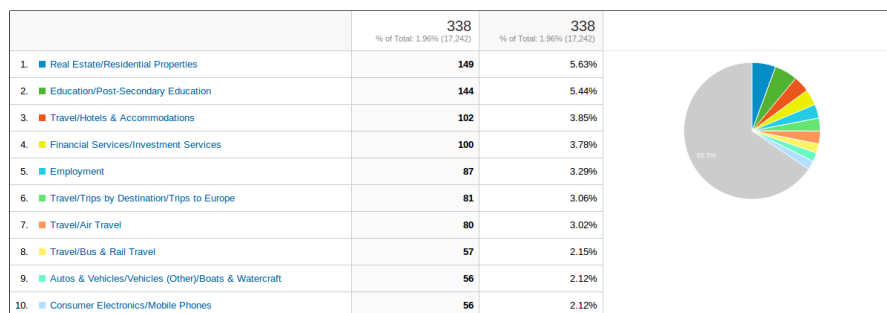 338 338
% of Total: 1.96% (17,242) % of Total: 1.96% (17,242)
1. Real Estate/Residential Properties 149 5.63%
2. Education/Post-Secondary Education 144 5.44%
3. Travel/Hotels & Accommodations 102 3.85%
4. Financial Services/Investment Services 100 3.78%
5. Employment 87 3.29%
6. Travel/Trips by Destination/Trips to Europe 81 3.06%
7. Travel/Air Travel 80 3.02%
8. Travel/Bus & Rail Travel 57 2.15%
9. Autos & Vehicles/Vehicles (Other)/Boats & Watercraft 56 2.12%
10. Consumer Electronics/Mobile Phones 56 2.12%